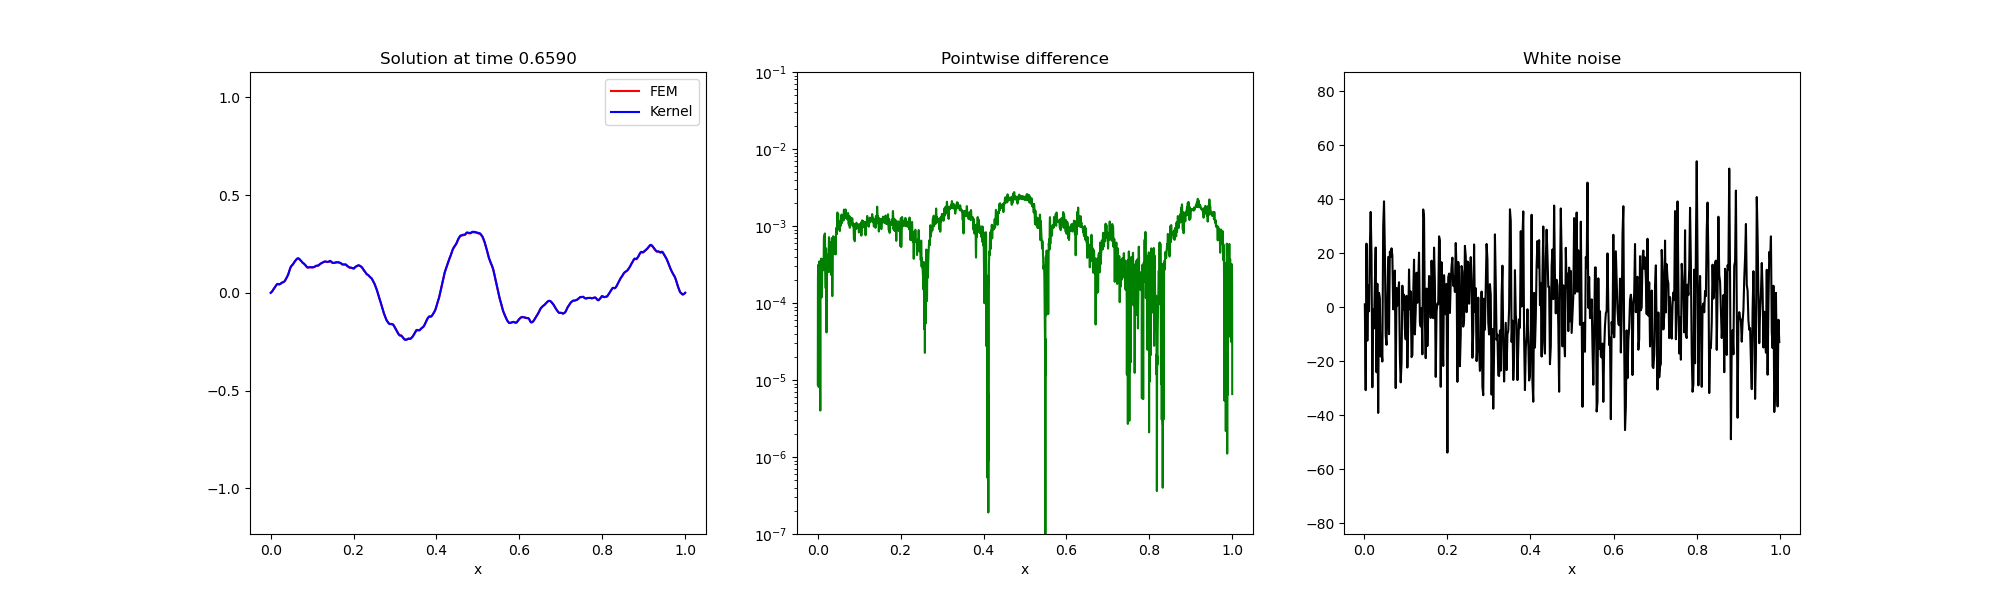 Solution at time 0.6590
1.0
0.5
0.0
−0.5
−1.0
FEM
Kernel
0.0 0.2 0.4 0.6 0.8 1.0
x
Pointwise difference
10⁻¹
10⁻²
10⁻³
10⁻⁴
10⁻⁵
10⁻⁶
10⁻⁷
0.0 0.2 0.4 0.6 0.8 1.0
x
White noise
80
60
40
20
0
−20
−40
−60
−80
0.0 0.2 0.4 0.6 0.8 1.0
x